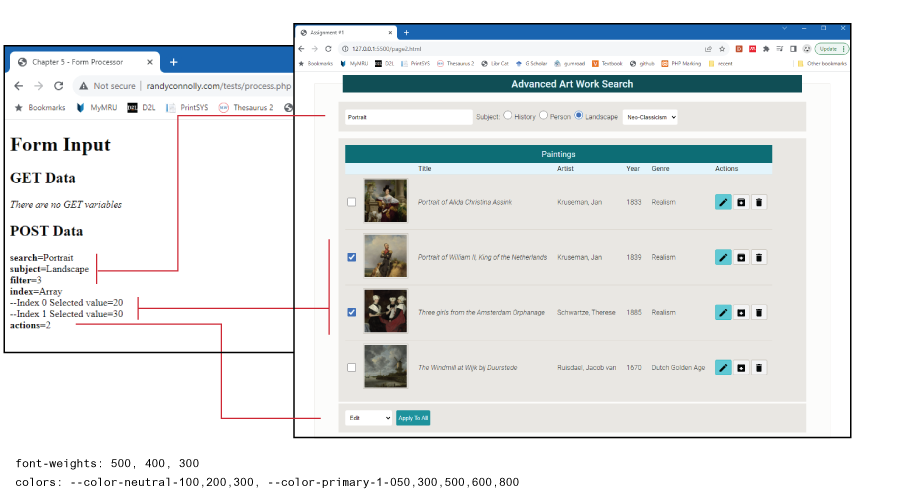 Chapter 5 - Form Processor
Not secure | randyconnolly.com/tests/process.php
Bookmarks MyMRU D2L D2L PrintSYS Thesaurus 2
Form Input
GET Data
There are no GET variables
POST Data
search=Portrait
subject=Landscape
filter=3
index=Array
--Index 0 Selected value=20
--Index 1 Selected value=30
actions=2
Assignment #1
127.0.0.1:5500/page2.html
Update
Bookmarks MyMRU D2L D2L PrintSYS Thesaurus 2 Libr Cat G Scholar gumroad Textbook github PHP Marking recent Other bookmarks
Advanced Art Work Search
Portrait Subject: History Person Landscape Neo-Classicism
Paintings
Title Artist Year Genre Actions
Portrait of Alida Christina Assink Kruseman, Jan 1833 Realism
Portrait of William II, King of the Netherlands Kruseman, Jan 1839 Realism
Three girls from the Amsterdam Orphanage Schwartze, Therese 1885 Realism
The Windmill at Wijk bij Duurstede Ruisdael, Jacob van 1670 Dutch Golden Age
Edit Apply To All
font-weights: 500, 400, 300
colors: --color-neutral-100,200,300, --color-primary-1-050,300,500,600,800